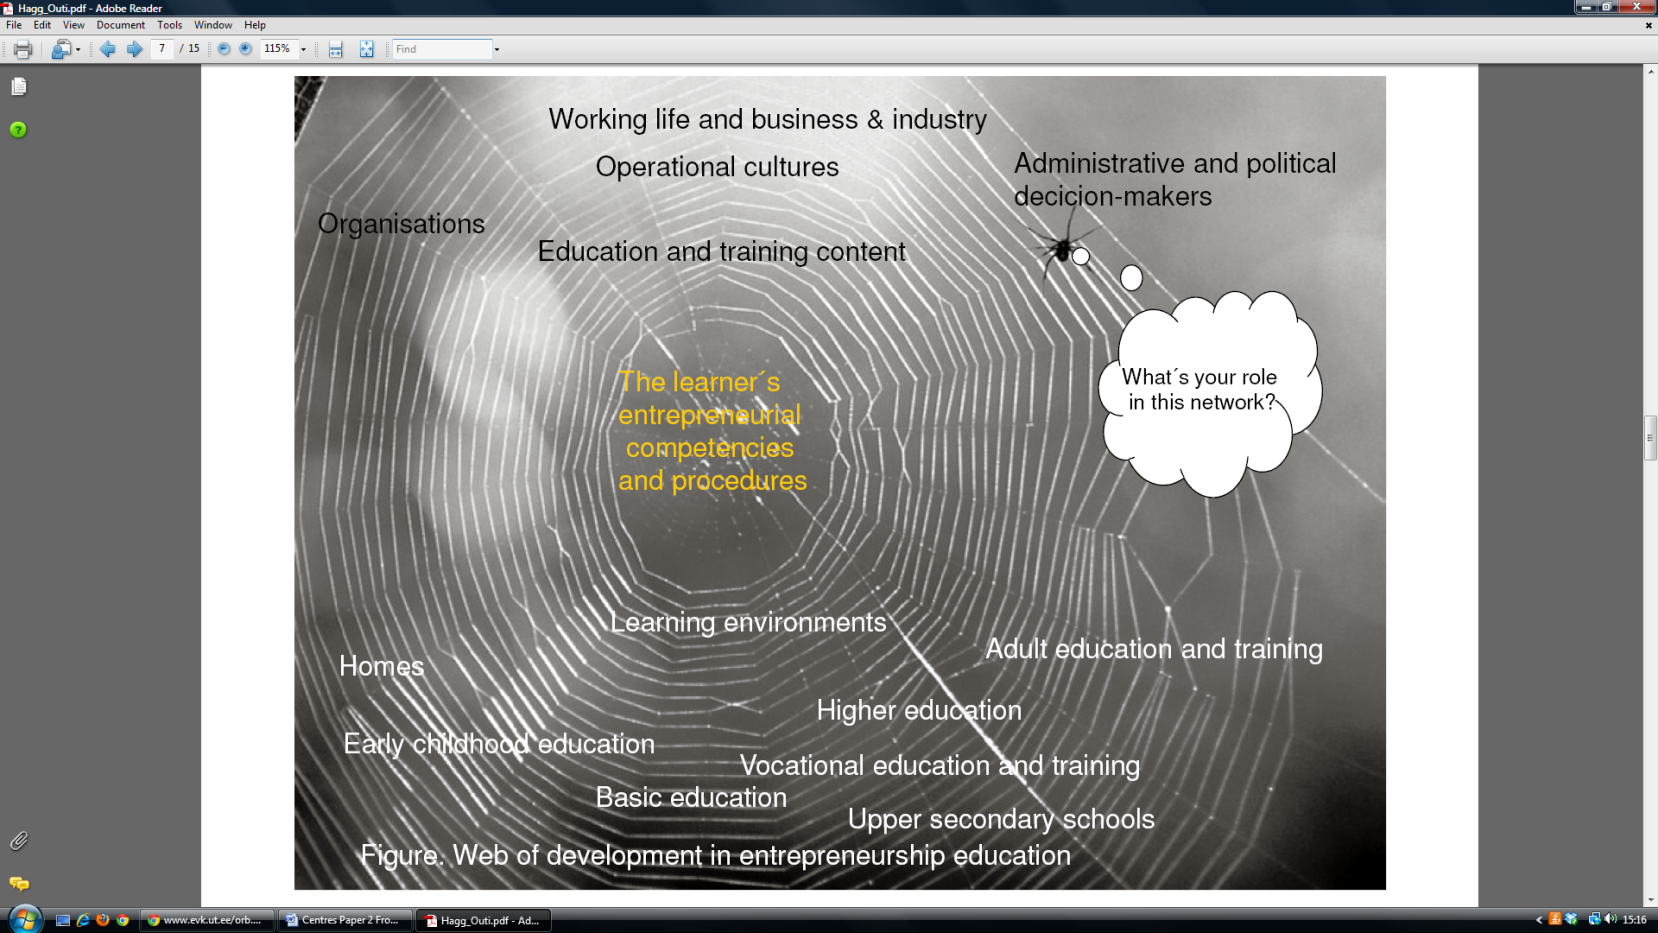 Hagg_Outi.pdf - Adobe Reader
File Edit View Document Tools Window Help
7 / 15 115% Find
Working life and business & industry
Operational cultures
Administrative and political
decicion-makers
Organisations
Education and training content
What´s your role
in this network?
The learner´s
entrepreneurial
competencies
and procedures
Learning environments
Adult education and training
Homes
Higher education
Early childhood education
Vocational education and training
Basic education
Upper secondary schools
Figure. Web of development in entrepreneurship education
www.evk.ut.ee/orb.... Centres Paper 2 Fro... Hagg_Outi.pdf - Ad... 15:16